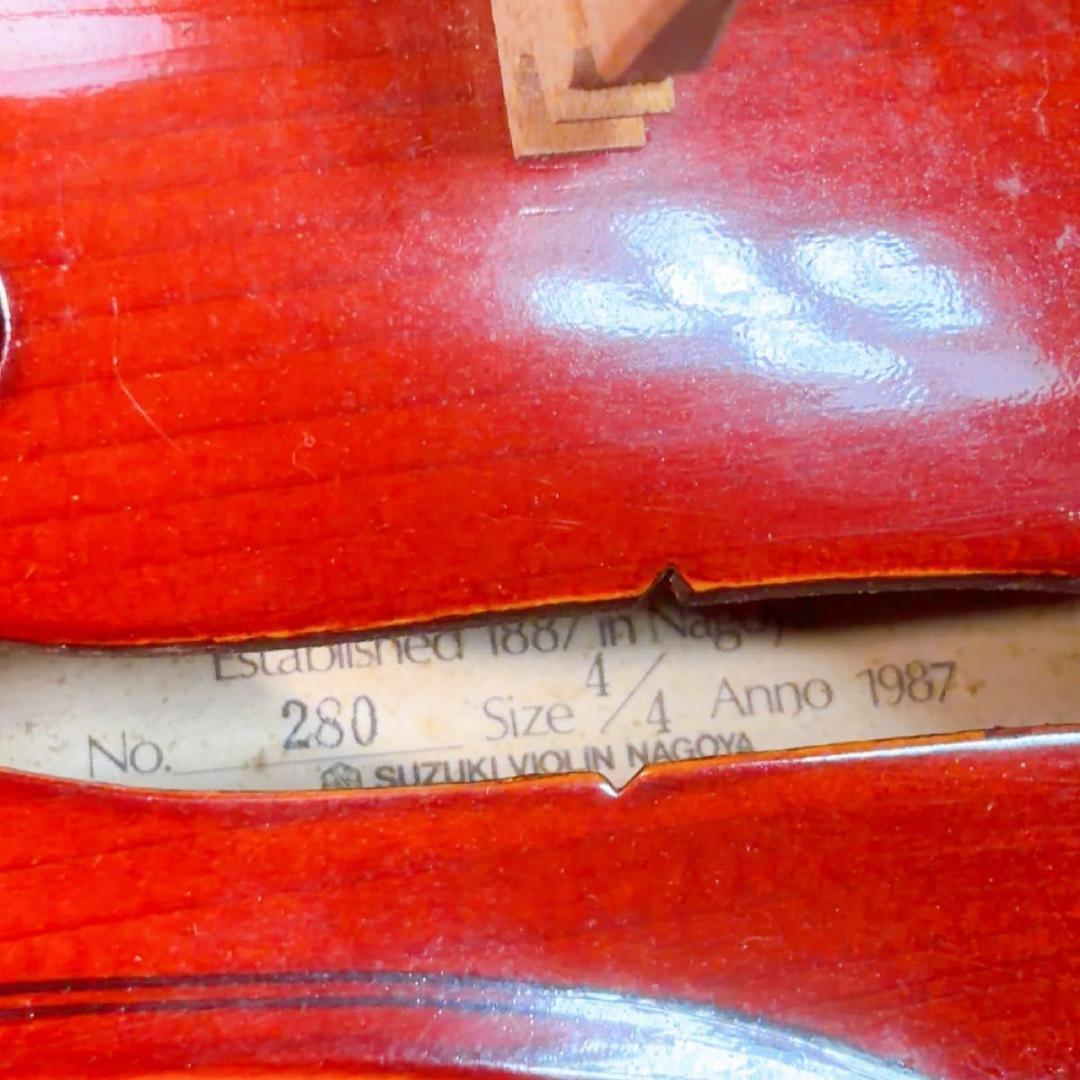 Established 1887 in Nagoya
No. 280 Size 4/4 Anno 1987
SUZUKI VIOLIN NAGOYA